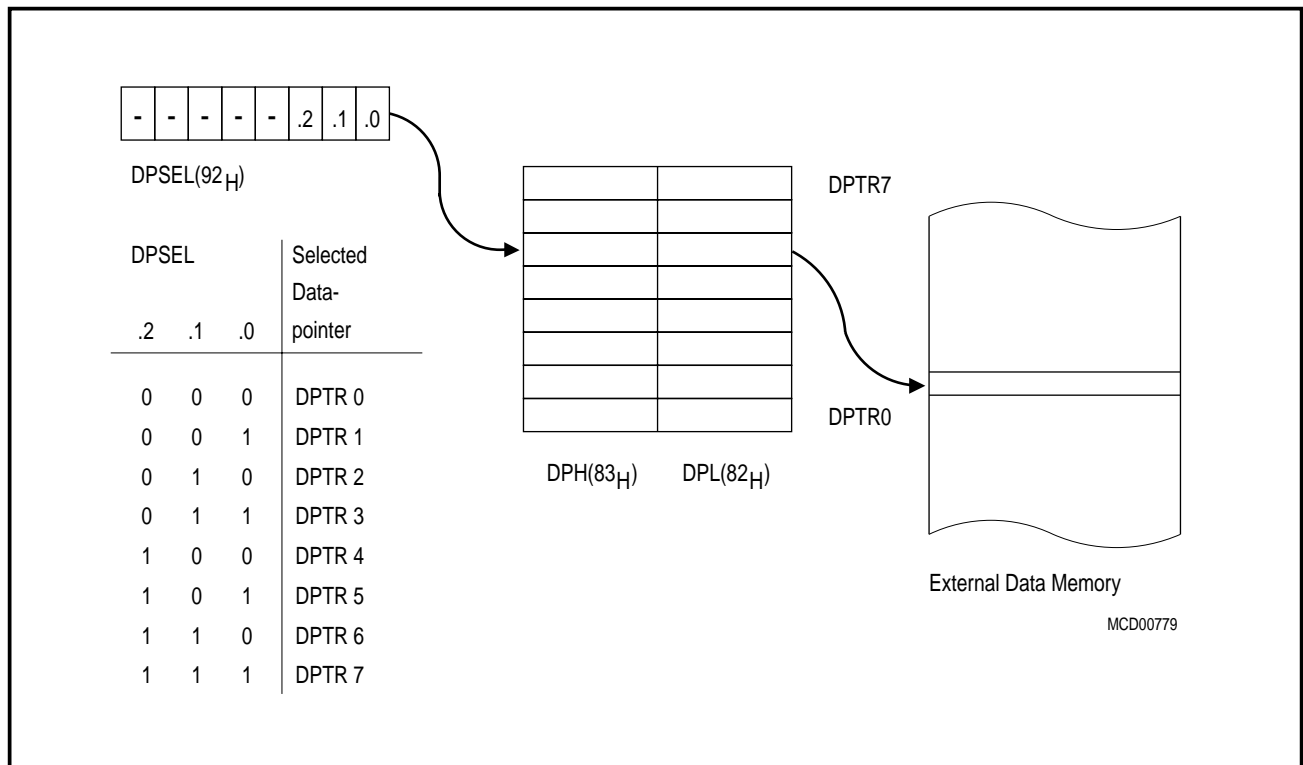 - - - - - .2 .1 .0
DPSEL(92H)
DPSEL Selected
Data-
.2 .1 .0 pointer
0 0 0 DPTR 0
0 0 1 DPTR 1
0 1 0 DPTR 2
0 1 1 DPTR 3
1 0 0 DPTR 4
1 0 1 DPTR 5
1 1 0 DPTR 6
1 1 1 DPTR 7
DPTR7
DPTR0
DPH(83H) DPL(82H)
External Data Memory
MCD00779